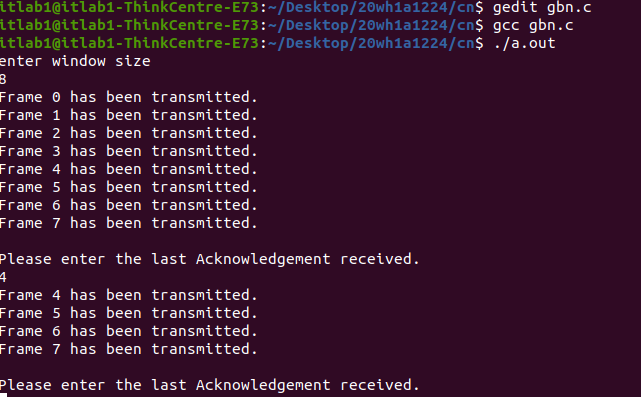 itlab1@itlab1-ThinkCentre-E73:~/Desktop/20wh1a1224/cn$ gedit gbn.c
itlab1@itlab1-ThinkCentre-E73:~/Desktop/20wh1a1224/cn$ gcc gbn.c
itlab1@itlab1-ThinkCentre-E73:~/Desktop/20wh1a1224/cn$ ./a.out
enter window size
8
Frame 0 has been transmitted.
Frame 1 has been transmitted.
Frame 2 has been transmitted.
Frame 3 has been transmitted.
Frame 4 has been transmitted.
Frame 5 has been transmitted.
Frame 6 has been transmitted.
Frame 7 has been transmitted.
Please enter the last Acknowledgement received.
4
Frame 4 has been transmitted.
Frame 5 has been transmitted.
Frame 6 has been transmitted.
Frame 7 has been transmitted.
Please enter the last Acknowledgement received.